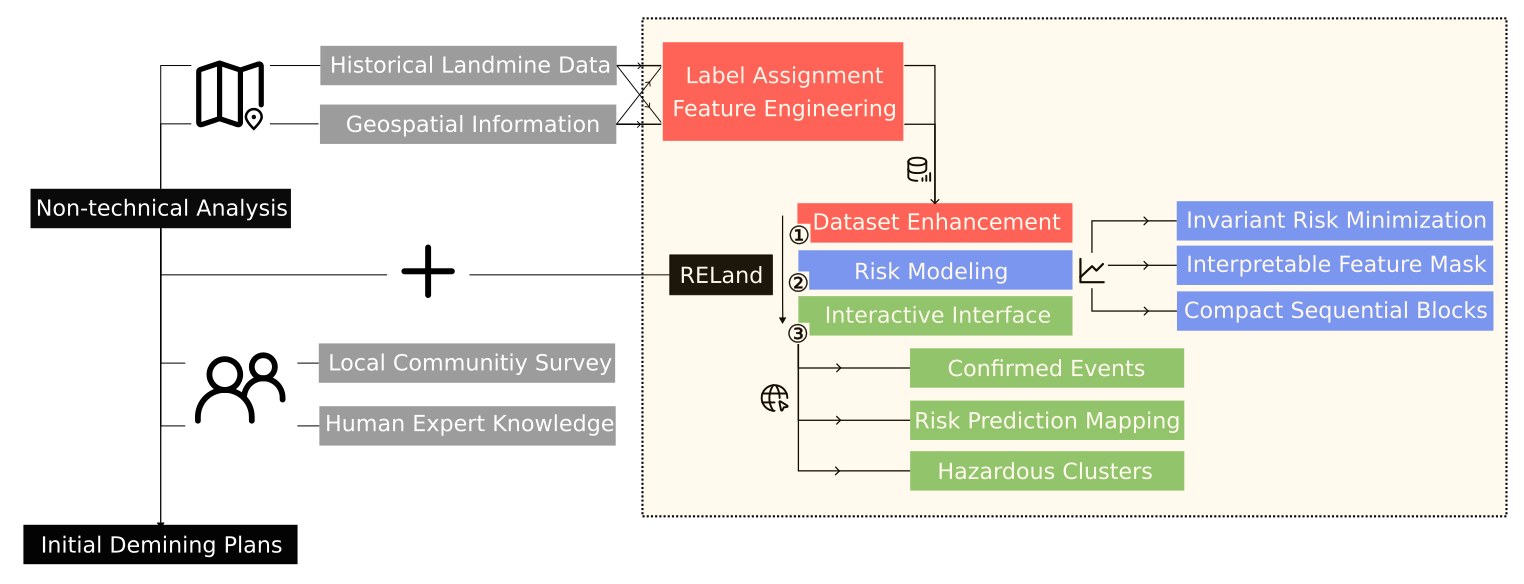 Historical Landmine Data
Geospatial Information
Label Assignment
Feature Engineering
Non-technical Analysis
RELand
① Dataset Enhancement
② Risk Modeling
③ Interactive Interface
Invariant Risk Minimization
Interpretable Feature Mask
Compact Sequential Blocks
Local Communitiy Survey
Human Expert Knowledge
Confirmed Events
Risk Prediction Mapping
Hazardous Clusters
Initial Demining Plans